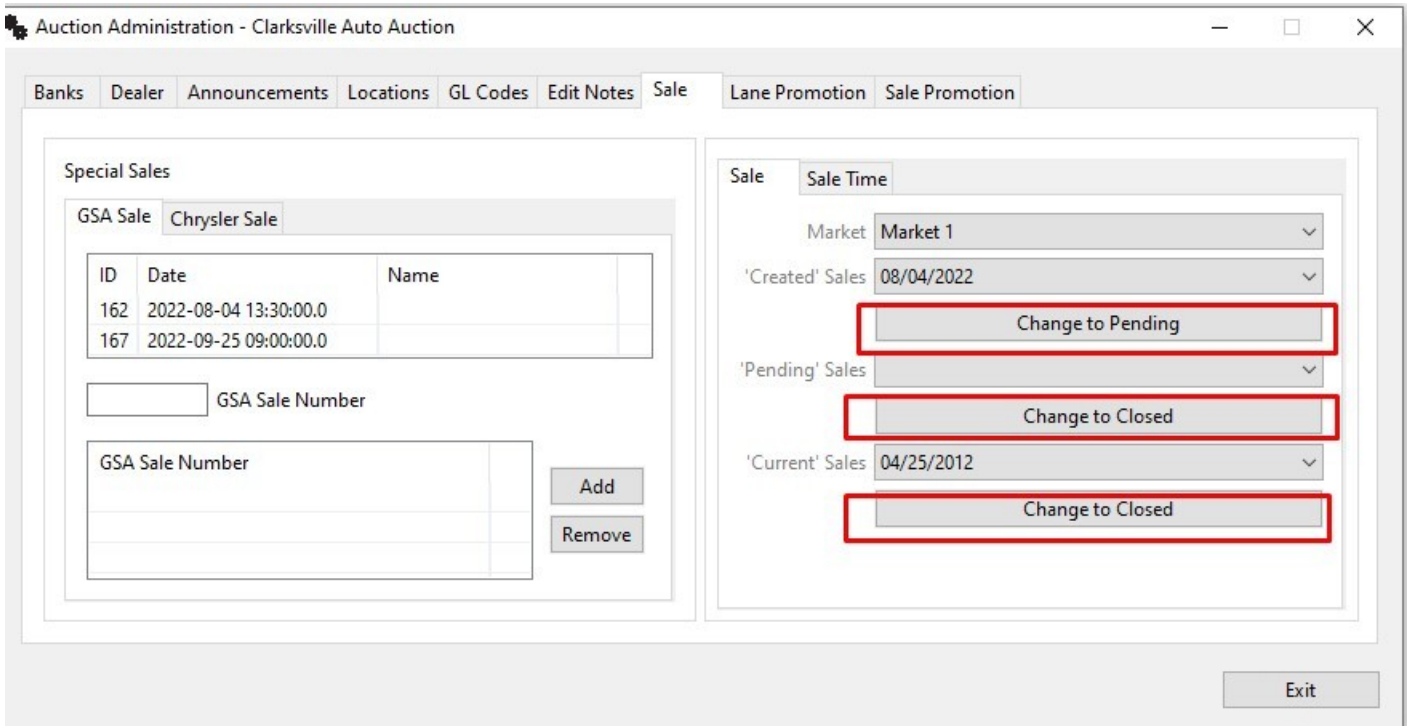 Auction Administration - Clarksville Auto Auction
Banks Dealer Announcements Locations GL Codes Edit Notes Sale Lane Promotion Sale Promotion
Special Sales
GSA Sale Chrysler Sale
ID Date Name
162 2022-08-04 13:30:00.0
167 2022-09-25 09:00:00.0
GSA Sale Number
GSA Sale Number
Add
Remove
Sale Sale Time
Market Market 1
'Created' Sales 08/04/2022
Change to Pending
'Pending' Sales
Change to Closed
'Current' Sales 04/25/2012
Change to Closed
Exit